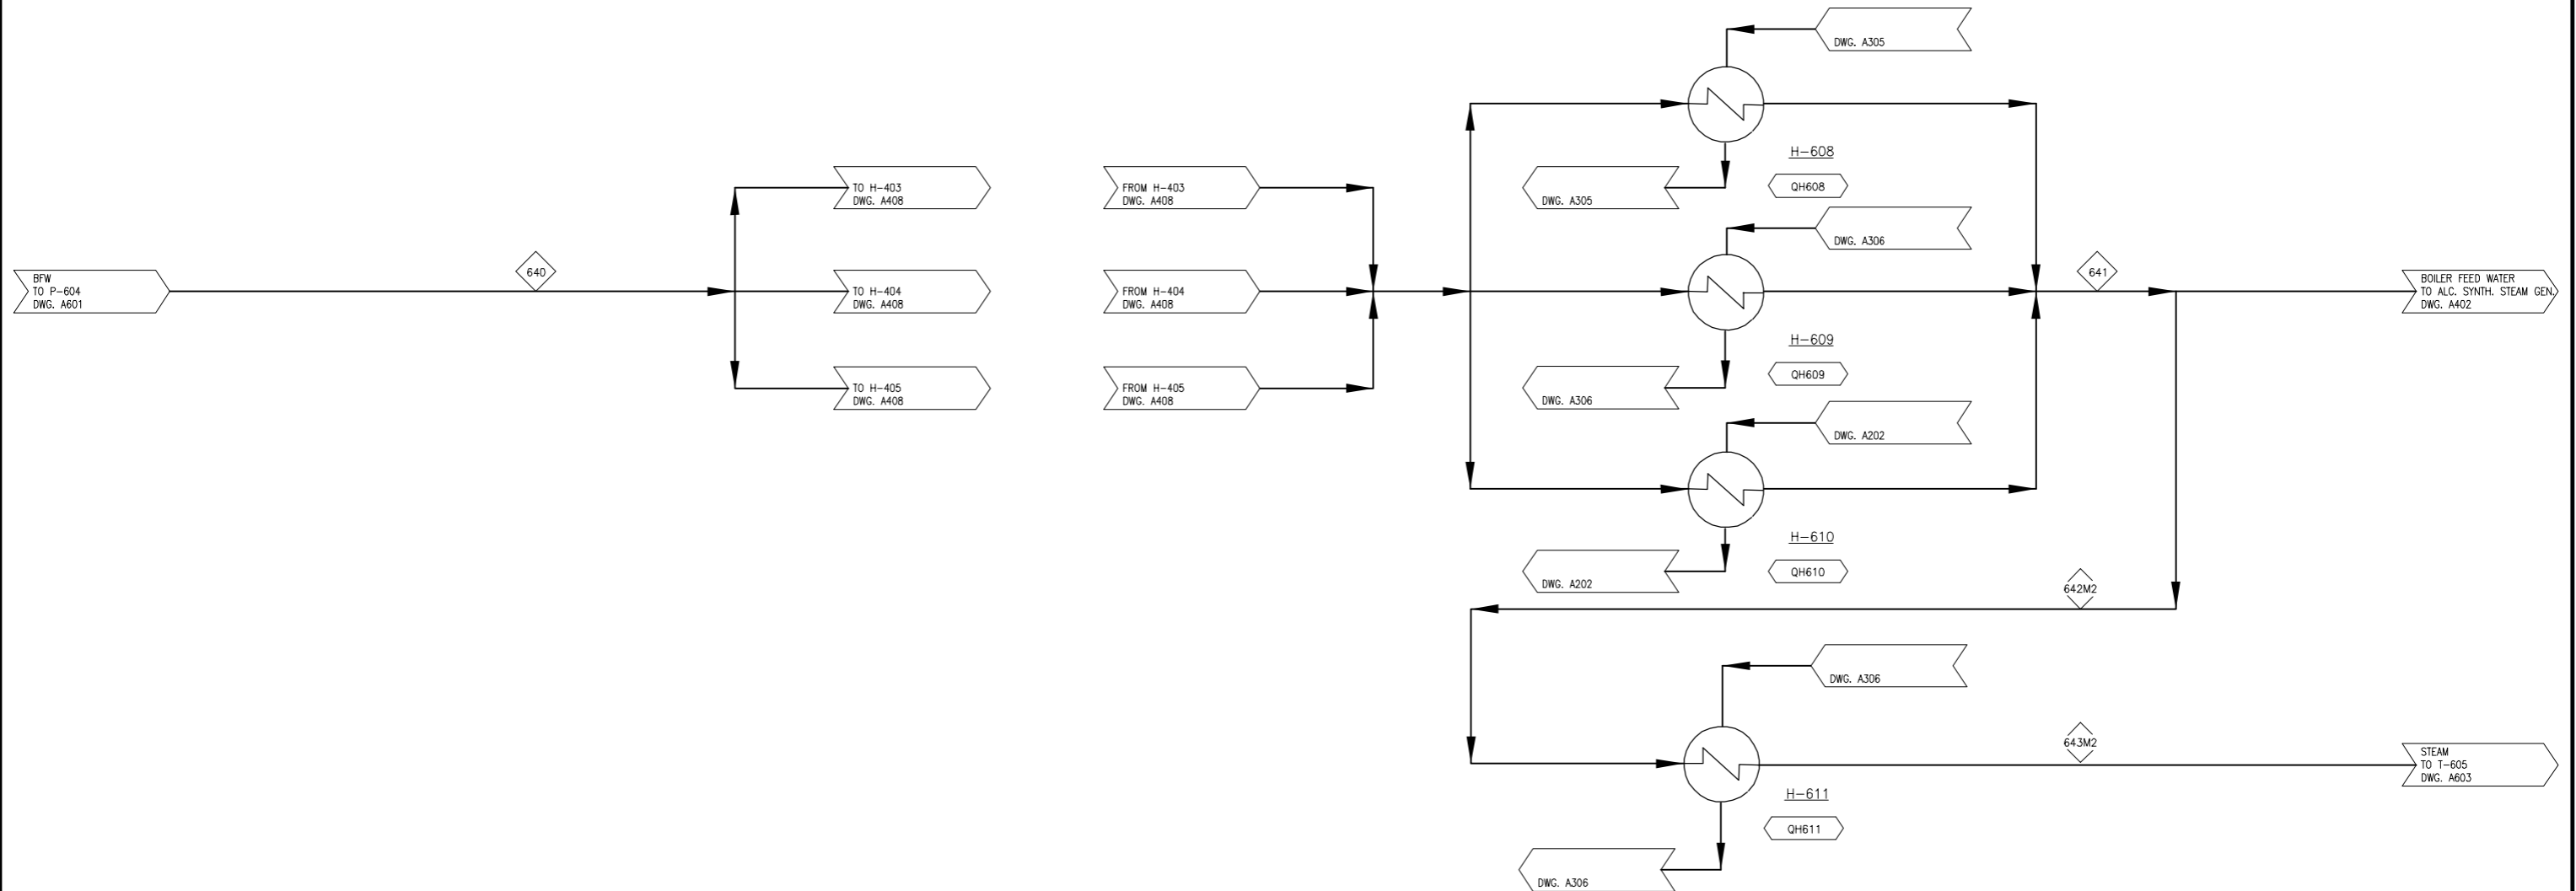 DWG. A305
H-608
QH608
TO H-403
DWG. A408
FROM H-403
DWG. A408
DWG. A305
DWG. A306
BFW
TO P-604
DWG. A601
640
TO H-404
DWG. A408
FROM H-404
DWG. A408
641
BOILER FEED WATER
TO ALC. SYNTH. STEAM GEN.
DWG. A402
H-609
QH609
TO H-405
DWG. A408
FROM H-405
DWG. A408
DWG. A306
DWG. A202
H-610
QH610
DWG. A202
642M2
DWG. A306
643M2
STEAM
TO T-605
DWG. A603
H-611
QH611
DWG. A306